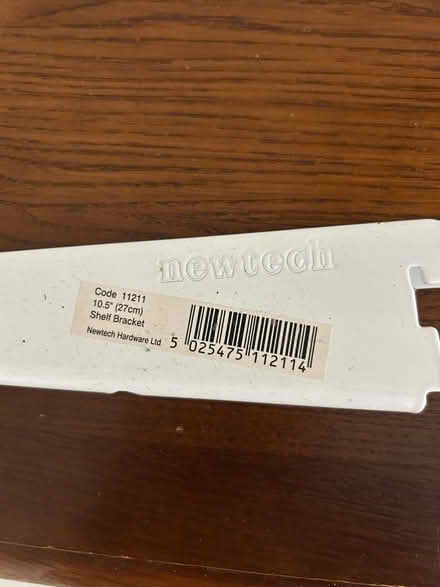 newtech
Code 11211
10.5" (27cm)
Shelf Bracket
Newtech Hardware Ltd
5 025475 112114